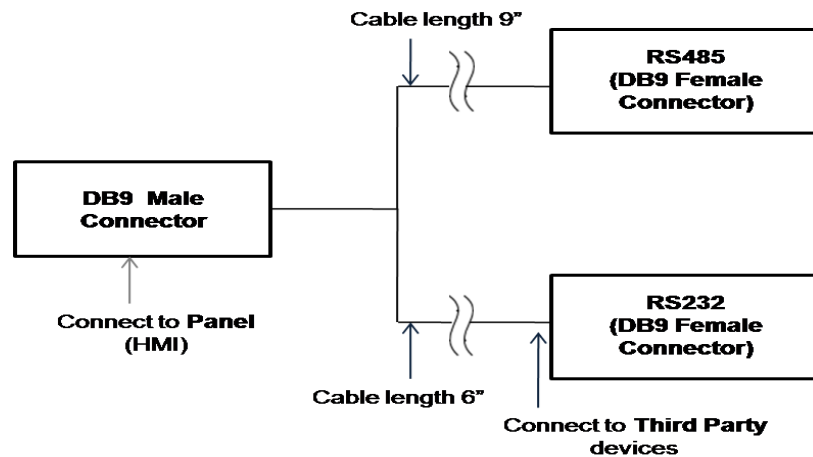 Cable length 9”
RS485
(DB9 Female
Connector)
DB9 Male
Connector
Connect to Panel
(HMI)
RS232
(DB9 Female
Connector)
Cable length 6”
Connect to Third Party
devices